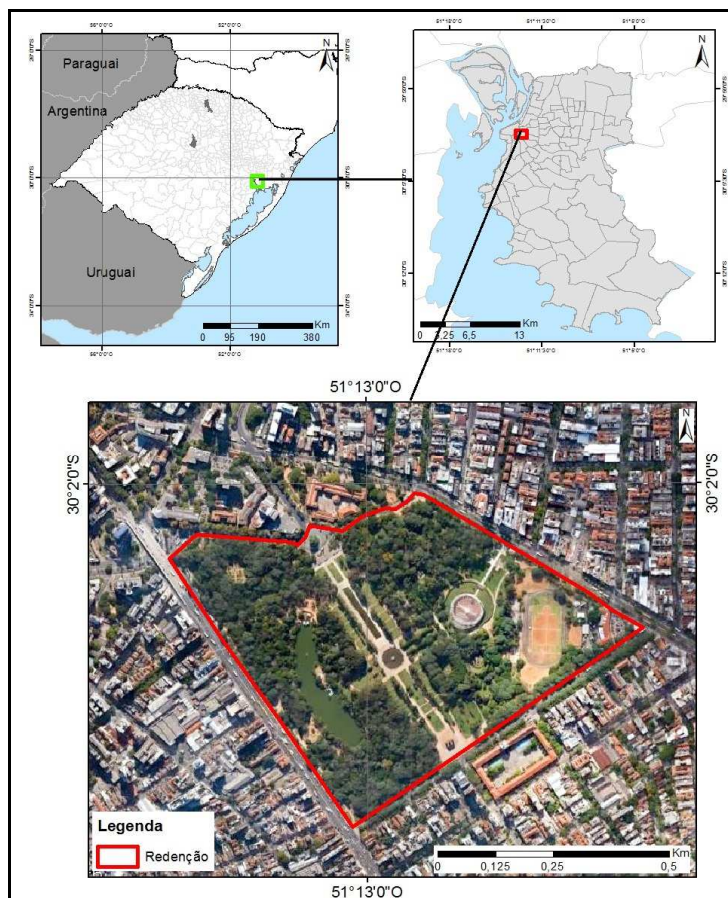 N
Paraguai
Argentina
Uruguai
Km
0 95 190 380
N
Km
0 3,25 6,5 13
51°13'0"O
N
30°2'0"S
30°2'0"S
Legenda
Redenção
Km
0 0,125 0,25 0,5
51°13'0"O